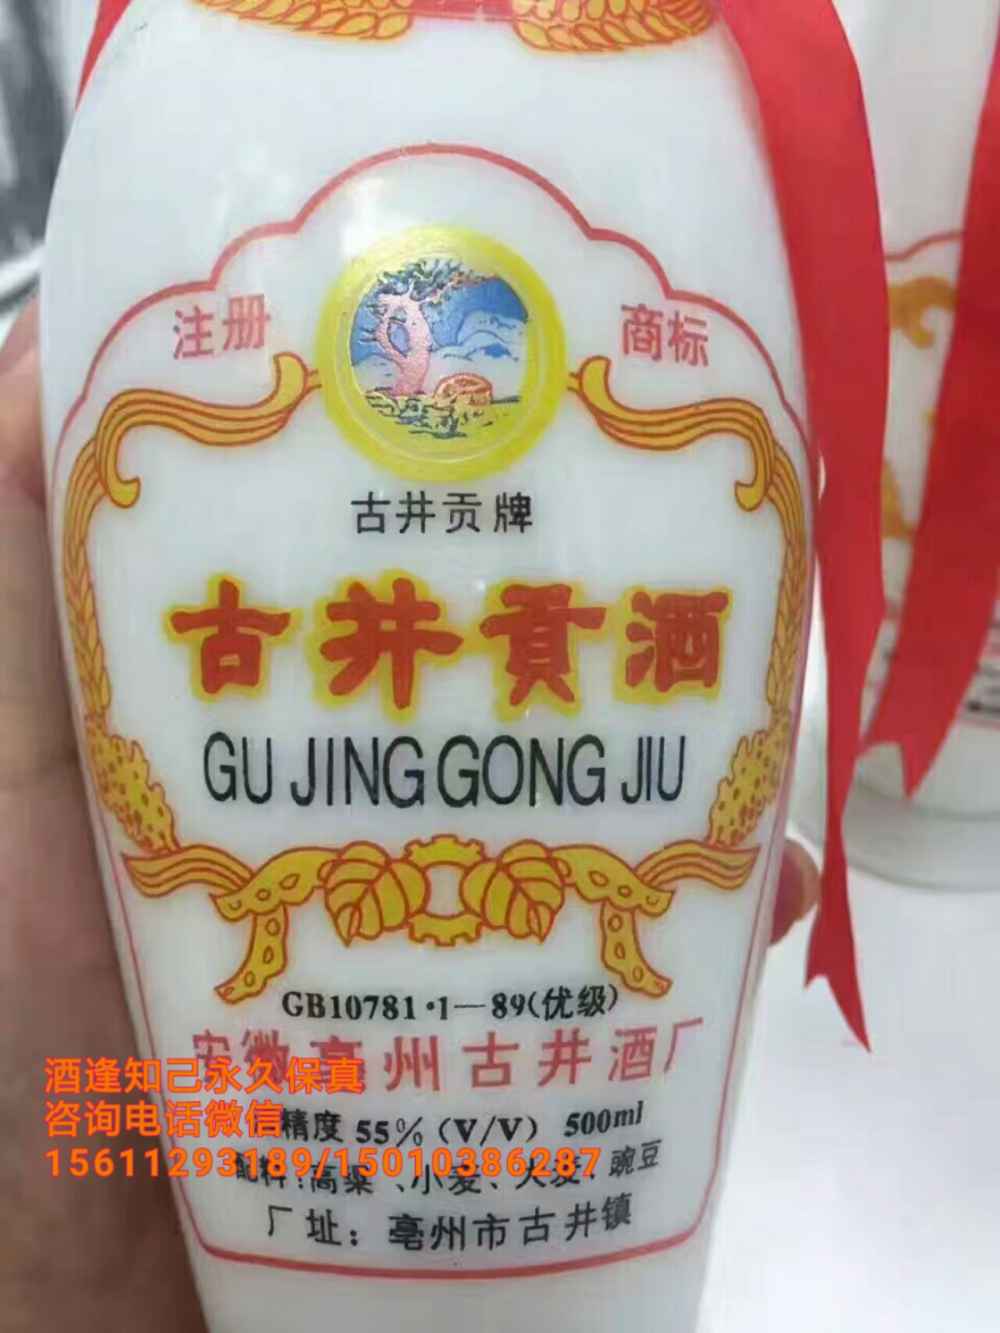 注册 商标
古井贡牌
古井贡酒
GU JING GONG JIU
GB10781·1—89(优级)
安徽亳州古井酒厂
酒逢知己永久保真
咨询电话微信
精度 55%(V/V) 500ml
15611293189/15010386287
配料:高粱、小麦、大麦、豌豆
厂址:亳州市古井镇